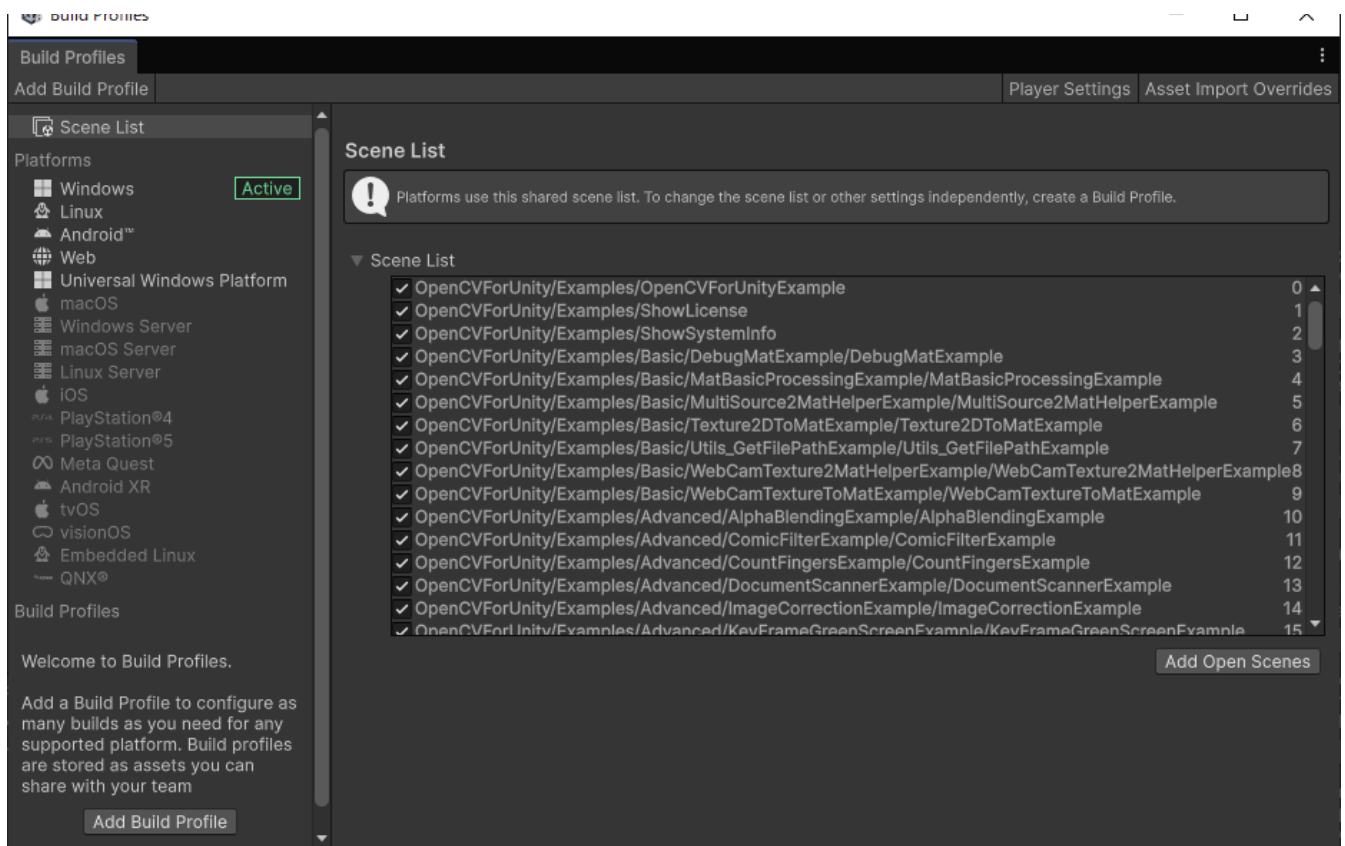 Build Profiles
Build Profiles
Add Build Profile
Player Settings
Asset Import Overrides
Scene List
Platforms
Windows
Active
Linux
Android™
Web
Universal Windows Platform
macOS
Windows Server
macOS Server
Linux Server
iOS
PlayStation®4
PlayStation®5
Meta Quest
Android XR
tvOS
visionOS
Embedded Linux
QNX®
Build Profiles
Welcome to Build Profiles.
Add a Build Profile to configure as
many builds as you need for any
supported platform. Build profiles
are stored as assets you can
share with your team
Add Build Profile
Scene List
Platforms use this shared scene list. To change the scene list or other settings independently, create a Build Profile.
Scene List
OpenCVForUnity/Examples/OpenCVForUnityExample 0
OpenCVForUnity/Examples/ShowLicense 1
OpenCVForUnity/Examples/ShowSystemInfo 2
OpenCVForUnity/Examples/Basic/DebugMatExample/DebugMatExample 3
OpenCVForUnity/Examples/Basic/MatBasicProcessingExample/MatBasicProcessingExample 4
OpenCVForUnity/Examples/Basic/MultiSource2MatHelperExample/MultiSource2MatHelperExample 5
OpenCVForUnity/Examples/Basic/Texture2DToMatExample/Texture2DToMatExample 6
OpenCVForUnity/Examples/Basic/Utils_GetFilePathExample/Utils_GetFilePathExample 7
OpenCVForUnity/Examples/Basic/WebCamTexture2MatHelperExample/WebCamTexture2MatHelperExample8
OpenCVForUnity/Examples/Basic/WebCamTextureToMatExample/WebCamTextureToMatExample 9
OpenCVForUnity/Examples/Advanced/AlphaBlendingExample/AlphaBlendingExample 10
OpenCVForUnity/Examples/Advanced/ComicFilterExample/ComicFilterExample 11
OpenCVForUnity/Examples/Advanced/CountFingersExample/CountFingersExample 12
OpenCVForUnity/Examples/Advanced/DocumentScannerExample/DocumentScannerExample 13
OpenCVForUnity/Examples/Advanced/ImageCorrectionExample/ImageCorrectionExample 14
OpenCVForUnity/Examples/Advanced/KeyFrameGreenScreenExample/KeyFrameGreenScreenExample 15
Add Open Scenes